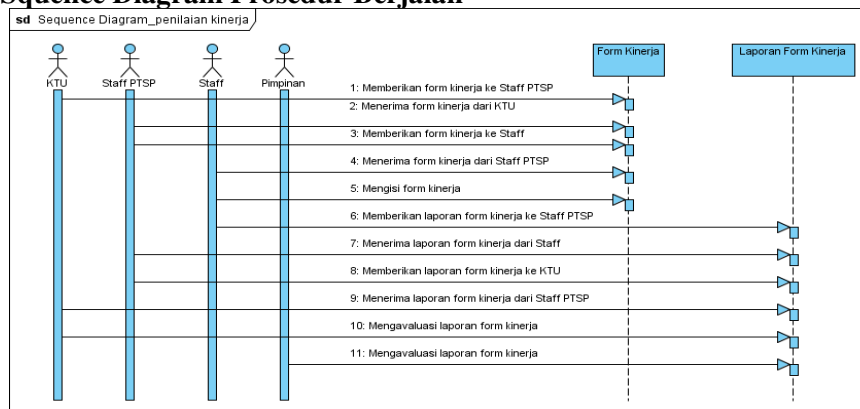 Squence Diagram Prosedur Berjalan
sd Sequence Diagram_penilaian kinerja
KTU
Staff PTSP
Staff
Pimpinan
Form Kinerja
Laporan Form Kinerja
1: Memberikan form kinerja ke Staff PTSP
2: Menerima form kinerja dari KTU
3: Memberikan form kinerja ke Staff
4: Menerima form kinerja dari Staff PTSP
5: Mengisi form kinerja
6: Memberikan laporan form kinerja ke Staff PTSP
7: Menerima laporan form kinerja dari Staff
8: Memberikan laporan form kinerja ke KTU
9: Menerima laporan form kinerja dari Staff PTSP
10: Mengavaluasi laporan form kinerja
11: Mengavaluasi laporan form kinerja